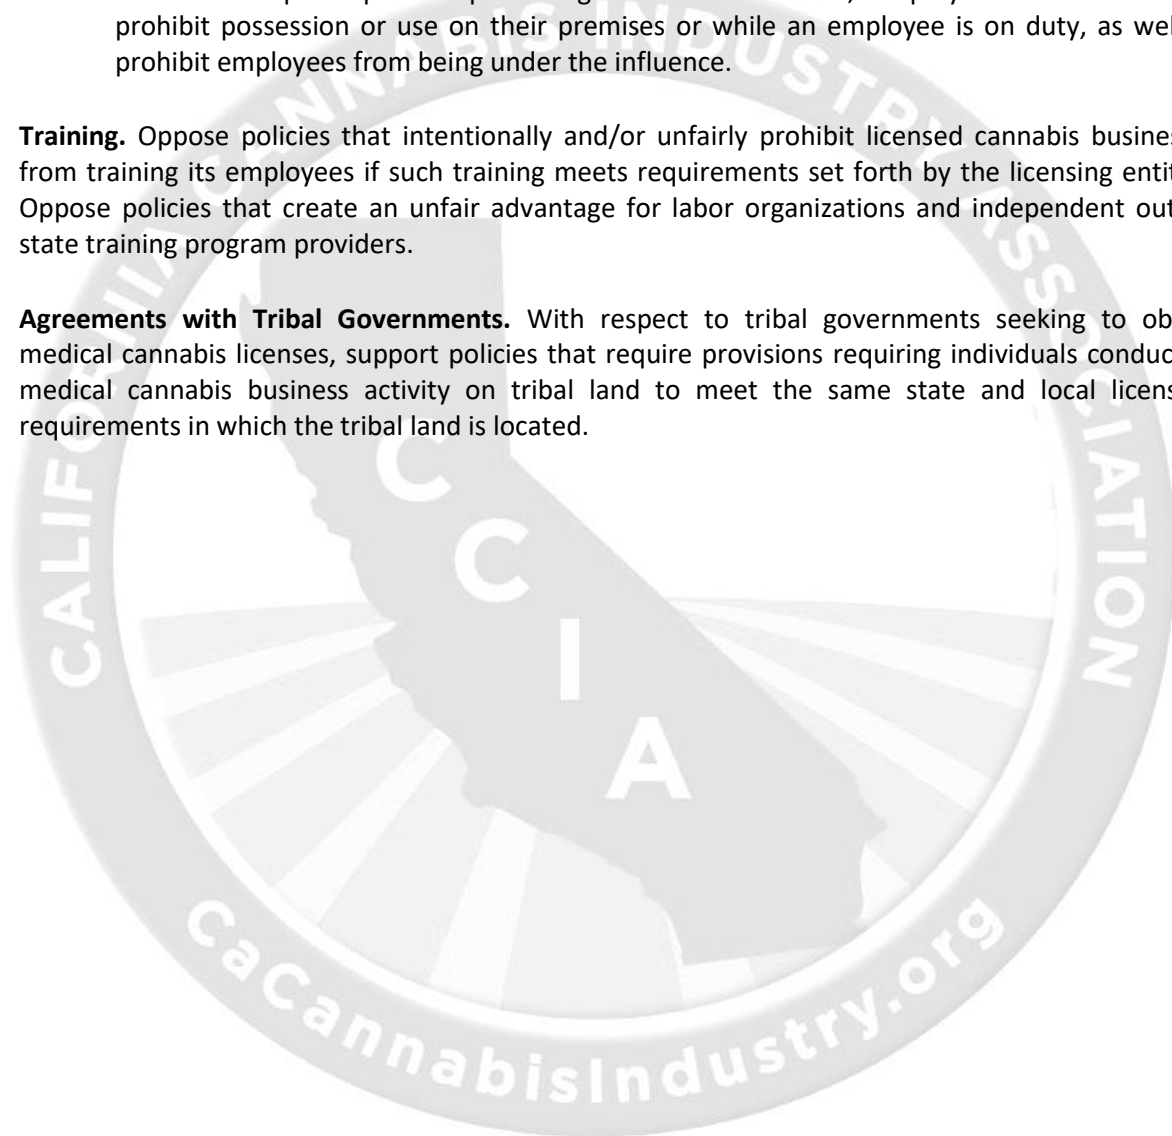 prohibit possession or use on their premises or while an employee is on duty, as wel
prohibit employees from being under the influence.
Training. Oppose policies that intentionally and/or unfairly prohibit licensed cannabis busine
from training its employees if such training meets requirements set forth by the licensing entit
Oppose policies that create an unfair advantage for labor organizations and independent out
state training program providers.
Agreements with Tribal Governments. With respect to tribal governments seeking to ob
medical cannabis licenses, support policies that require provisions requiring individuals conduc
medical cannabis business activity on tribal land to meet the same state and local licens
requirements in which the tribal land is located.
CALIFORNIA CANNABIS INDUSTRY ASSOCIATION
C
C
I
A
CaCannabisIndustry.org